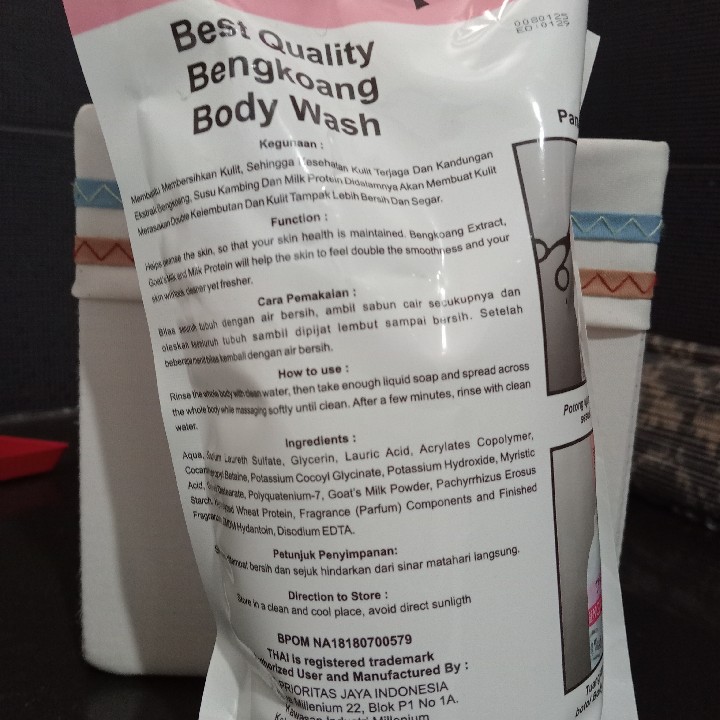 Best Quality
Bengkoang
Body Wash
0080125
ED:0127
Kegunaan :
Membantu Membersihkan Kulit, Sehingga Kesehatan Kulit Terjaga Dan Kandungan
Ekstrak Bengkoang, Susu Kambing Dan Milk Protein Didalamnya Akan Membuat Kulit
Merasakan Double Kelembutan Dan Kulit Tampak Lebih Bersih Dan Segar.
Function :
Helps the skin, so that your skin health is maintained. Bengkoang Extract,
Goat's Milk and Milk Protein will help the skin to feel double the smoothness and your
skin will look cleaner yet fresher.
Cara Pemakaian :
Bilas seluruh tubuh dengan air bersih, ambil sabun cair secukupnya dan
oleskan keseluruh tubuh sambil dipijat lembut sampai bersih. Setelah
beberapa menit bilas kembali dengan air bersih.
How to use :
Rinse the whole body with clean water, then take enough liquid soap and spread across
the whole body while massaging softly until clean. After a few minutes, rinse with clean
water.
Ingredients :
Aqua, Laureth Sulfate, Glycerin, Lauric Acid, Acrylates Copolymer,
Betaine, Potassium Cocoyl Glycinate, Potassium Hydroxide, Myristic
Acid, Polyquatenium-7, Goat's Milk Powder, Pachyrrhizus Erosus
Starch, Wheat Protein, Fragrance (Parfum) Components and Finished
Fragrance, Hydantoin, Disodium EDTA.
Petunjuk Penyimpanan:
bersih dan sejuk hindarkan dari sinar matahari langsung.
Direction to Store :
Store in a clean and cool place, avoid direct sunligth
BPOM NA18180700579
THAI is registered trademark
User and Manufactured By :
PRIORITAS JAYA INDONESIA
Millenium 22, Blok P1 No 1A.
Kawasan Industri Millenium
Potong